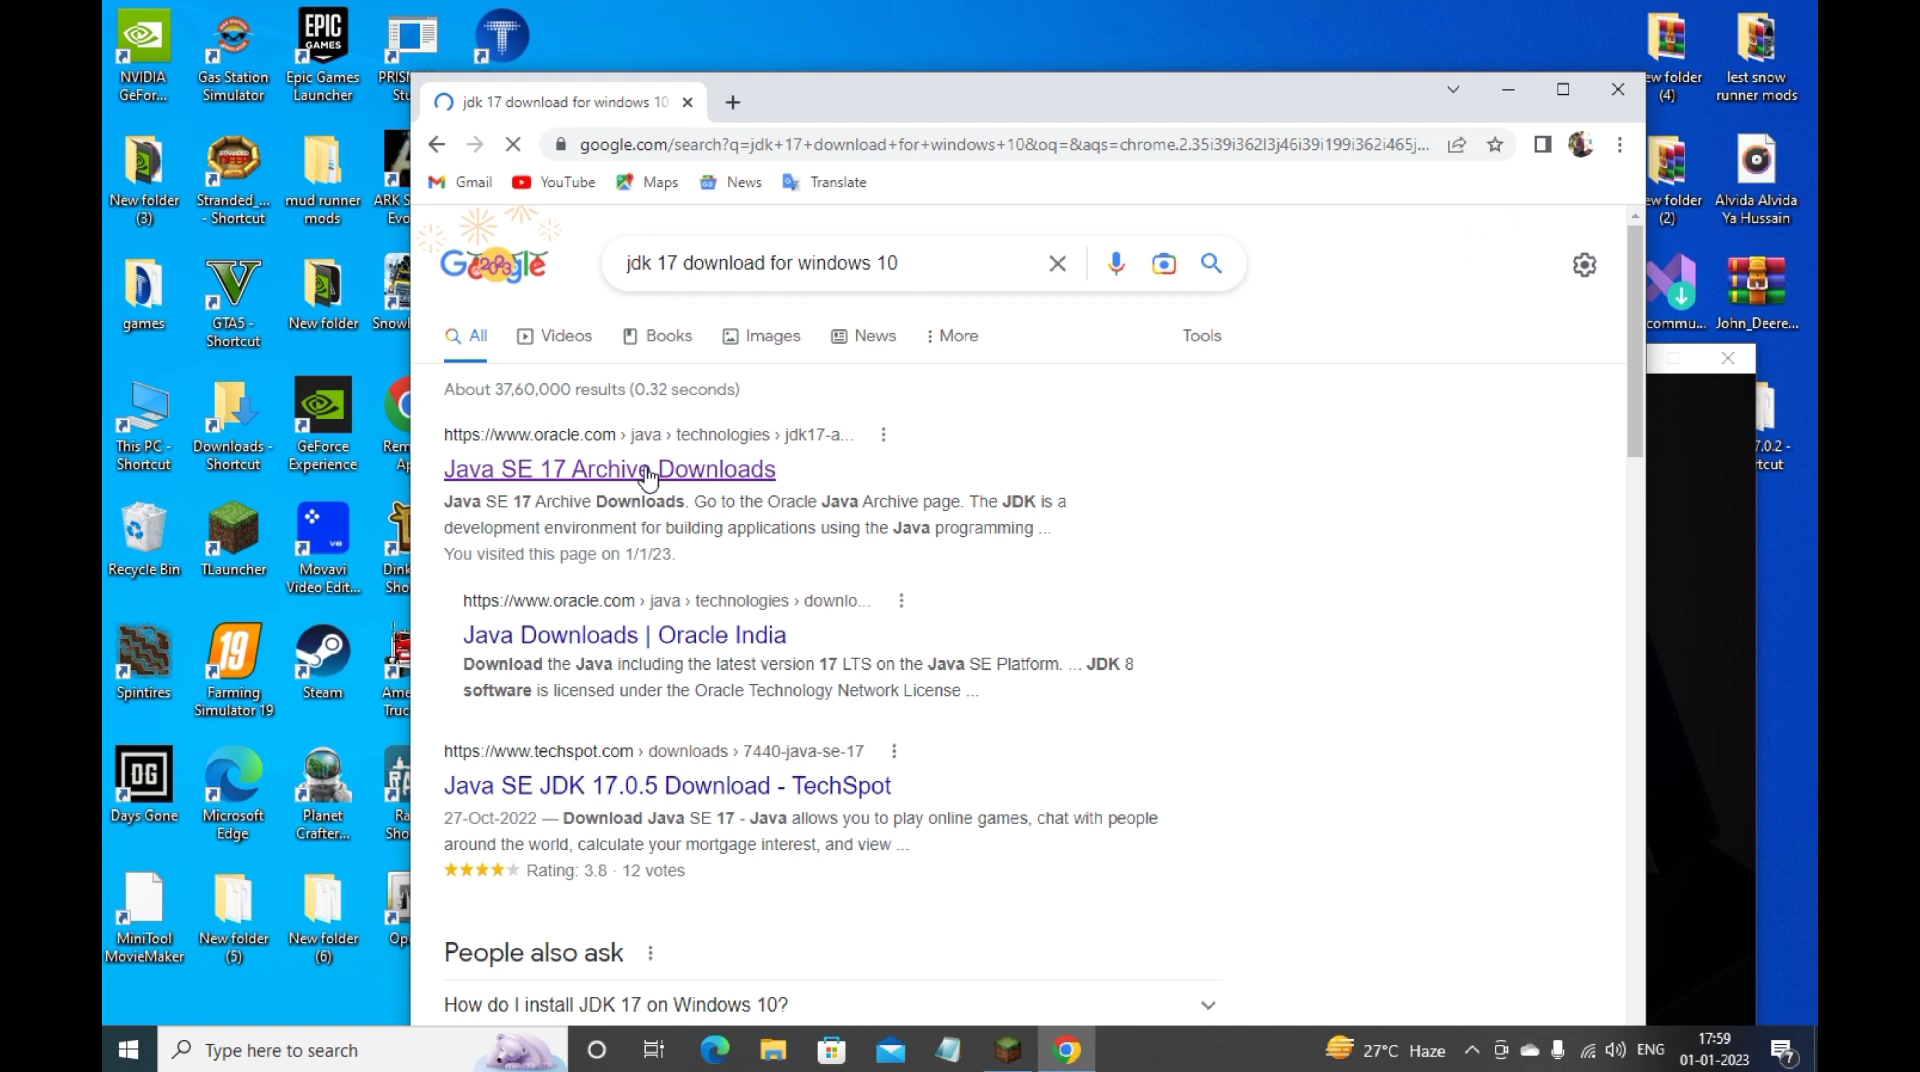 NVIDIA
GeFor...
Gas Station
Simulator
EPIC
GAMES
Epic Games
Launcher
New folder
(3)
Stranded_...
- Shortcut
mud runner
mods
games
GTA5 -
Shortcut
New folder
This PC -
Shortcut
Downloads -
Shortcut
GeForce
Experience
Recycle Bin
TLauncher
Movavi
Video Edit...
Spintires
19
Farming
Simulator 19
Steam
DG
Days Gone
Microsoft
Edge
Planet
Crafter...
MiniTool
MovieMaker
New folder
(5)
New folder
(6)
jdk 17 download for windows 10
google.com/search?q=jdk+17+download+for+windows+10&oq=&aqs=chrome.2.35i39i362l3j46i39i199i362i465j...
Gmail YouTube Maps News Translate
Google
2023
jdk 17 download for windows 10
All Videos Books Images News More Tools
About 37,60,000 results (0.32 seconds)
https://www.oracle.com › java › technologies › jdk17-a...
Java SE 17 Archive Downloads
Java SE 17 Archive Downloads. Go to the Oracle Java Archive page. The JDK is a
development environment for building applications using the Java programming ...
You visited this page on 1/1/23.
https://www.oracle.com › java › technologies › downlo...
Java Downloads | Oracle India
Download the Java including the latest version 17 LTS on the Java SE Platform. ... JDK 8
software is licensed under the Oracle Technology Network License ...
https://www.techspot.com › downloads › 7440-java-se-17
Java SE JDK 17.0.5 Download - TechSpot
27-Oct-2022 — Download Java SE 17 - Java allows you to play online games, chat with people
around the world, calculate your mortgage interest, and view ...
Rating: 3.8 · 12 votes
People also ask
How do I install JDK 17 on Windows 10?
ew folder
(4)
lest snow
runner mods
ew folder
(2)
Alvida Alvida
Ya Hussain
commu...
John_Deere...
7.0.2 -
tcut
Type here to search
27°C Haze
ENG
17:59
01-01-2023
7